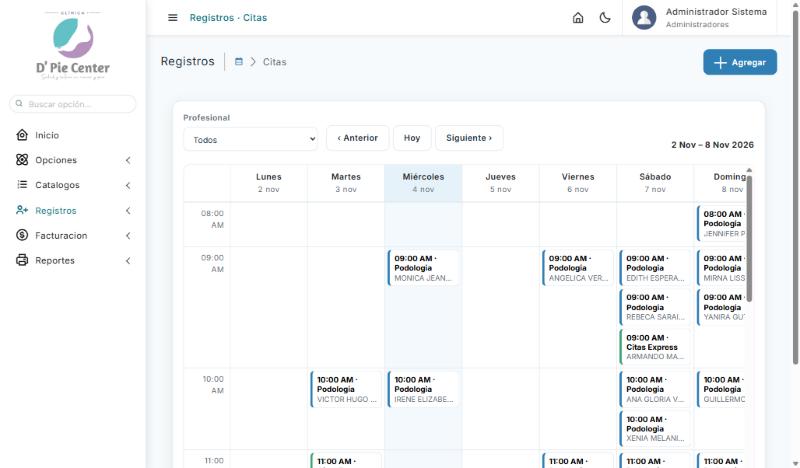 CLINICA
D' Pie Center
Buscar opción...
Inicio
Opciones
Catalogos
Registros
Facturacion
Reportes
Registros · Citas
Administrador Sistema
Administradores
Registros
Citas
Agregar
Profesional
Todos
‹ Anterior
Hoy
Siguiente ›
2 Nov – 8 Nov 2026
Lunes
2 nov
Martes
3 nov
Miércoles
4 nov
Jueves
5 nov
Viernes
6 nov
Sábado
7 nov
Doming
8 nov
08:00
AM
08:00 AM ·
Podologia
JENNIFER P
09:00
AM
09:00 AM ·
Podologia
MONICA JEAN...
09:00 AM ·
Podologia
ANGELICA VER...
09:00 AM ·
Podologia
EDITH ESPERA...
09:00 AM ·
Podologia
REBECA SARAI...
09:00 AM ·
Citas Express
ARMANDO MA...
09:00 AM ·
Podologia
MIRNA LISS
09:00 AM ·
Podologia
YANIRA GU
10:00
AM
10:00 AM ·
Podologia
VICTOR HUGO ...
10:00 AM ·
Podologia
IRENE ELIZABE...
10:00 AM ·
Podologia
ANA GLORIA V...
10:00 AM ·
Podologia
XENIA MELANI...
10:00 AM ·
Podologia
GUILLERMO
11:00
11:00 AM ·
11:00 AM ·
11:00 AM ·
11:00 AM ·